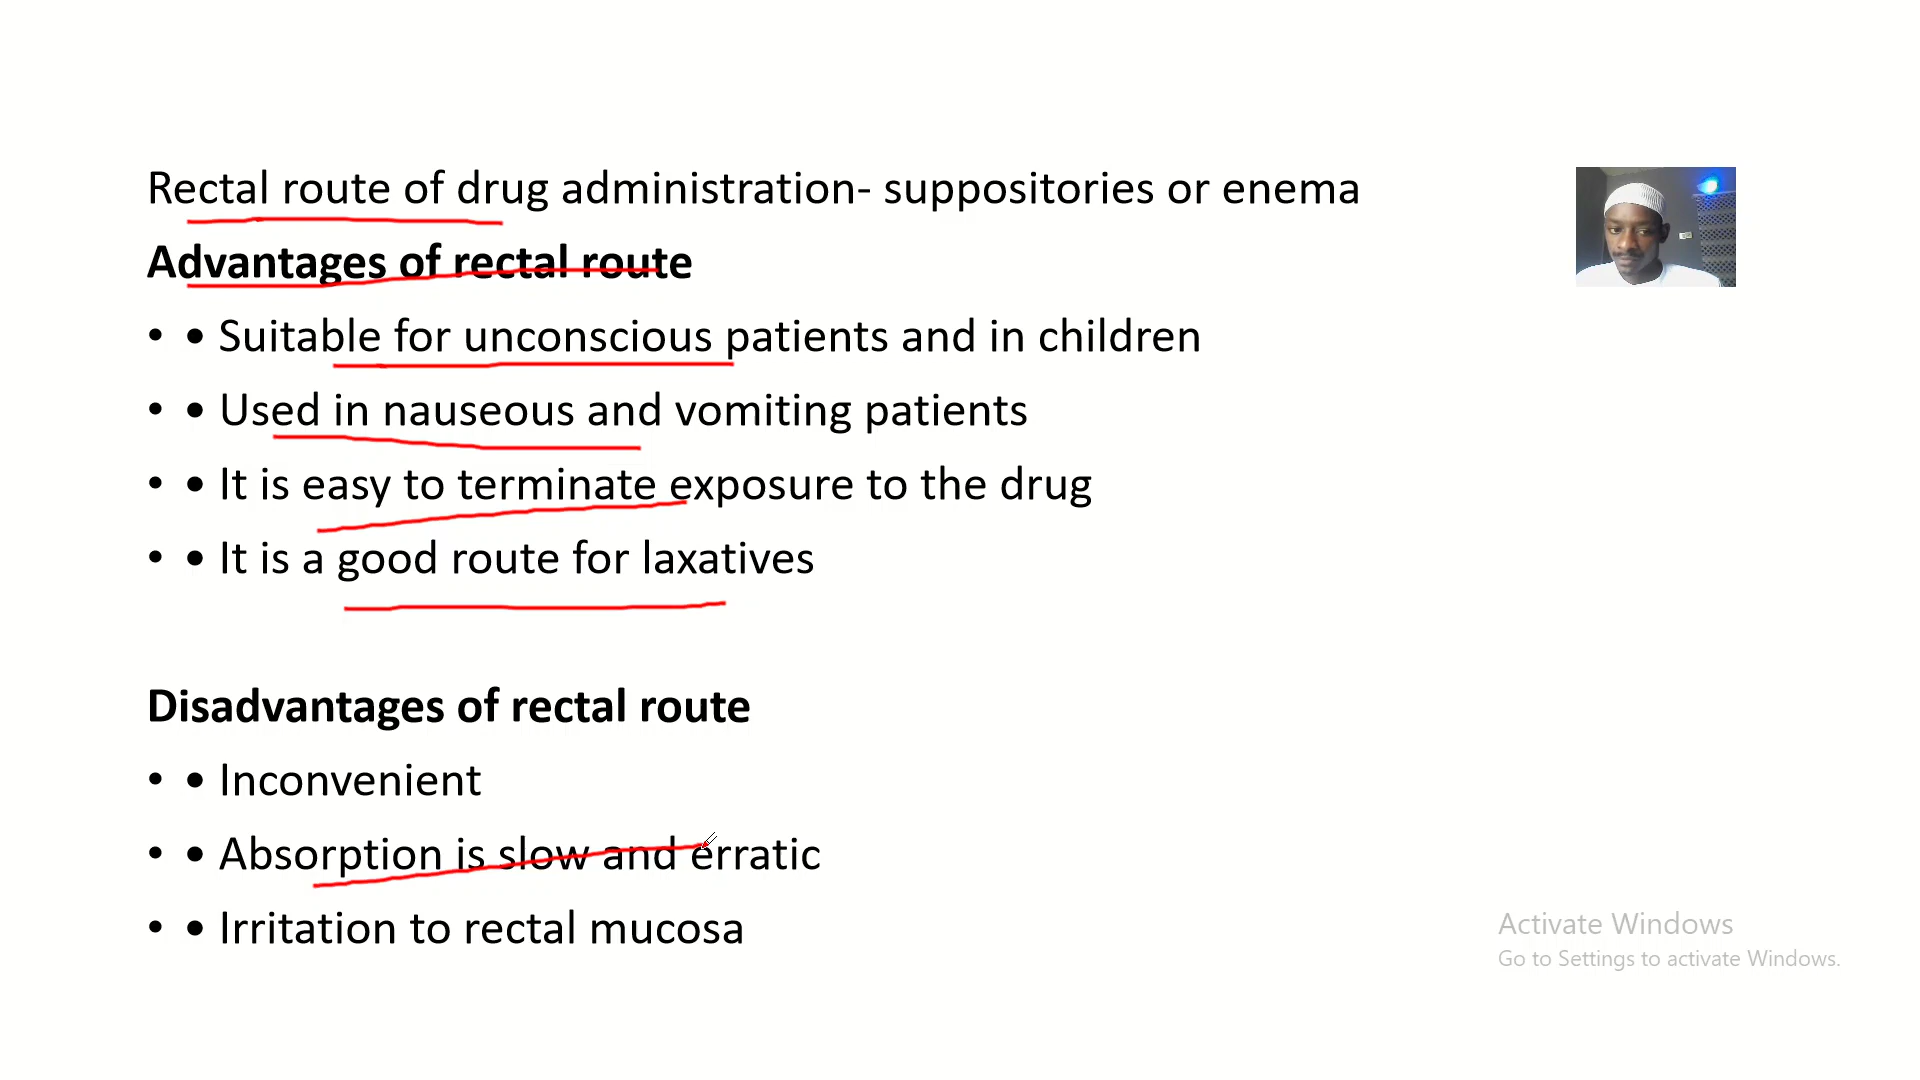 Rectal route of drug administration- suppositories or enema
Advantages of rectal route
• • Suitable for unconscious patients and in children
• • Used in nauseous and vomiting patients
• • It is easy to terminate exposure to the drug
• • It is a good route for laxatives
Disadvantages of rectal route
• • Inconvenient
• • Absorption is slow and erratic
• • Irritation to rectal mucosa
Activate Windows
Go to Settings to activate Windows.